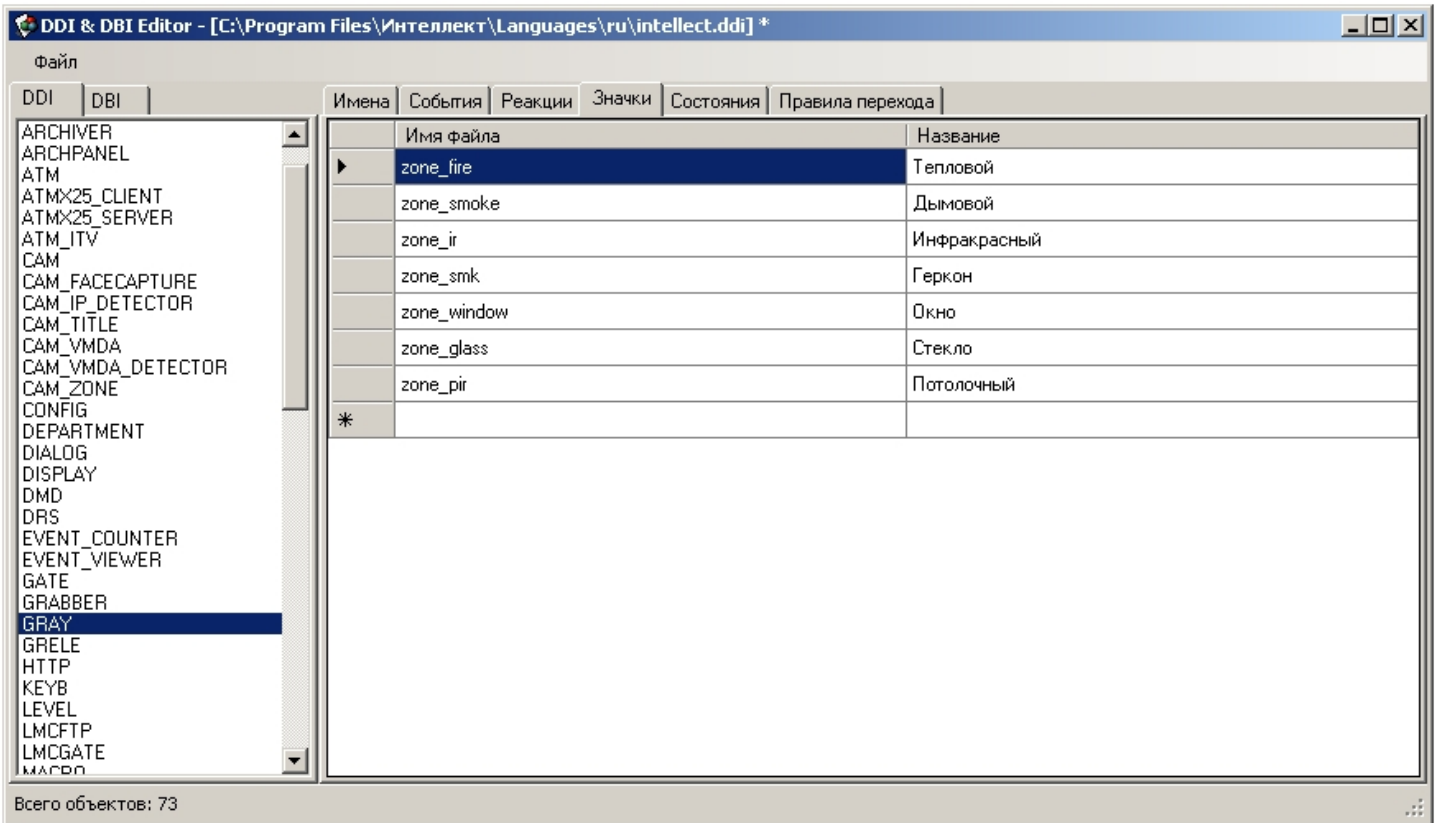 DDI & DBI Editor - [C:\Program Files\Интеллект\Languages\ru\intellect.ddi] *
Файл
DDI DBI
Имена События Реакции Значки Состояния Правила перехода
ARCHIVER
ARCHPANEL
ATM
ATMX25_CLIENT
ATMX25_SERVER
ATM_ITV
CAM
CAM_FACECAPTURE
CAM_IP_DETECTOR
CAM_TITLE
CAM_VMDA
CAM_VMDA_DETECTOR
CAM_ZONE
CONFIG
DEPARTMENT
DIALOG
DISPLAY
DMD
DRS
EVENT_COUNTER
EVENT_VIEWER
GATE
GRABBER
GRAY
GRELE
HTTP
KEYB
LEVEL
LMCFTP
LMCGATE
MACRO
Имя файла Название
zone_fire Тепловой
zone_smoke Дымовой
zone_ir Инфракрасный
zone_smk Геркон
zone_window Окно
zone_glass Стекло
zone_pir Потолочный
Всего объектов: 73